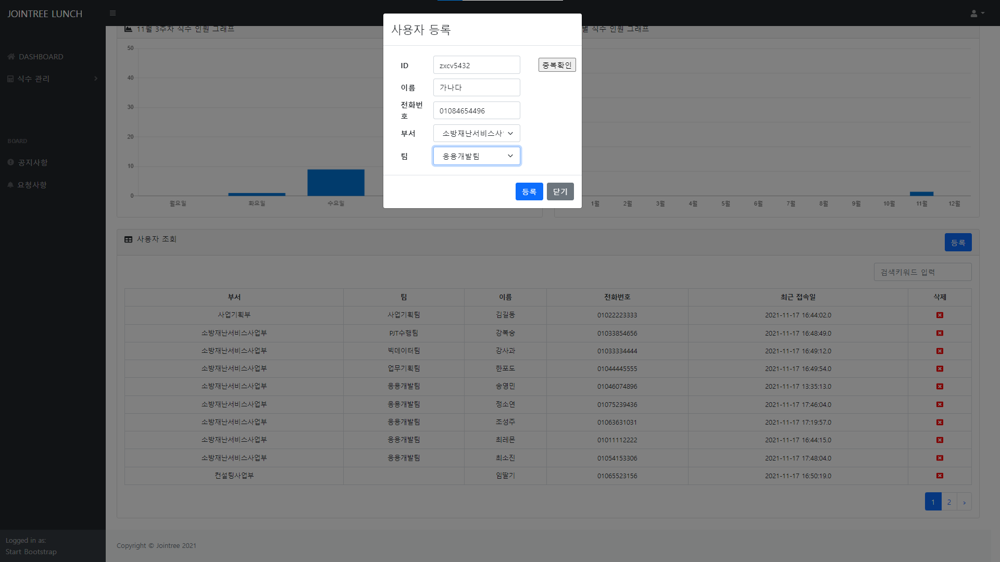 JOINTREE LUNCH
DASHBOARD
식수 관리
BOARD
공지사항
요청사항
Logged in as:
Start Bootstrap
11월 3주차 식수 인원 그래프
별 식수 인원 그래프
50
40
30
20
10
0
월요일 화요일 수요일
1월 2월 3월 4월 5월 6월 7월 8월 9월 10월 11월 12월
사용자 등록
ID zxcv5432 중복확인
이름 가나다
전화번
호 01084654496
부서 소방재난서비스사
팀 응용개발팀
등록 닫기
사용자 조회 등록
검색키워드 입력
부서 팀 이름 전화번호 최근 접속일 삭제
사업기획부 사업기획팀 김길동 01022223333 2021-11-17 16:44:02.0
소방재난서비스사업부 PJT수행팀 강복숭 01033854656 2021-11-17 16:48:49.0
소방재난서비스사업부 빅데이터팀 강사과 01033334444 2021-11-17 16:49:12.0
소방재난서비스사업부 업무기획팀 한포도 01044445555 2021-11-17 16:49:54.0
소방재난서비스사업부 응용개발팀 송영민 01046074896 2021-11-17 13:35:13.0
소방재난서비스사업부 응용개발팀 정소연 01075239436 2021-11-17 17:46:04.0
소방재난서비스사업부 응용개발팀 조성주 01063631031 2021-11-17 17:19:57.0
소방재난서비스사업부 응용개발팀 최레몬 01011112222 2021-11-17 16:44:15.0
소방재난서비스사업부 응용개발팀 최소진 01054153306 2021-11-17 17:48:04.0
컨설팅사업부 임딸기 01065523156 2021-11-17 16:50:19.0
1 2 ›
Copyright © Jointree 2021